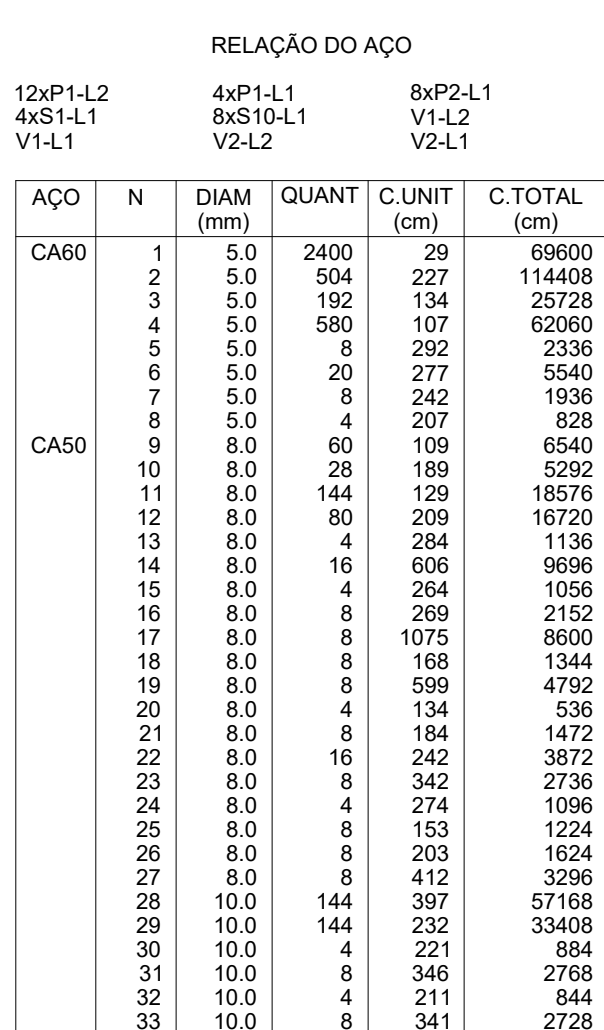 RELAÇÃO DO AÇO
12xP1-L2 4xP1-L1 8xP2-L1
4xS1-L1 8xS10-L1 V1-L2
V1-L1 V2-L2 V2-L1
AÇO N DIAM QUANT C.UNIT C.TOTAL
(mm) (cm) (cm)
CA60 1 5.0 2400 29 69600
2 5.0 504 227 114408
3 5.0 192 134 25728
4 5.0 580 107 62060
5 5.0 8 292 2336
6 5.0 20 277 5540
7 5.0 8 242 1936
8 5.0 4 207 828
CA50 9 8.0 60 109 6540
10 8.0 28 189 5292
11 8.0 144 129 18576
12 8.0 80 209 16720
13 8.0 4 284 1136
14 8.0 16 606 9696
15 8.0 4 264 1056
16 8.0 8 269 2152
17 8.0 8 1075 8600
18 8.0 8 168 1344
19 8.0 8 599 4792
20 8.0 4 134 536
21 8.0 8 184 1472
22 8.0 16 242 3872
23 8.0 8 342 2736
24 8.0 4 274 1096
25 8.0 8 153 1224
26 8.0 8 203 1624
27 8.0 8 412 3296
28 10.0 144 397 57168
29 10.0 144 232 33408
30 10.0 4 221 884
31 10.0 8 346 2768
32 10.0 4 211 844
33 10.0 8 341 2728